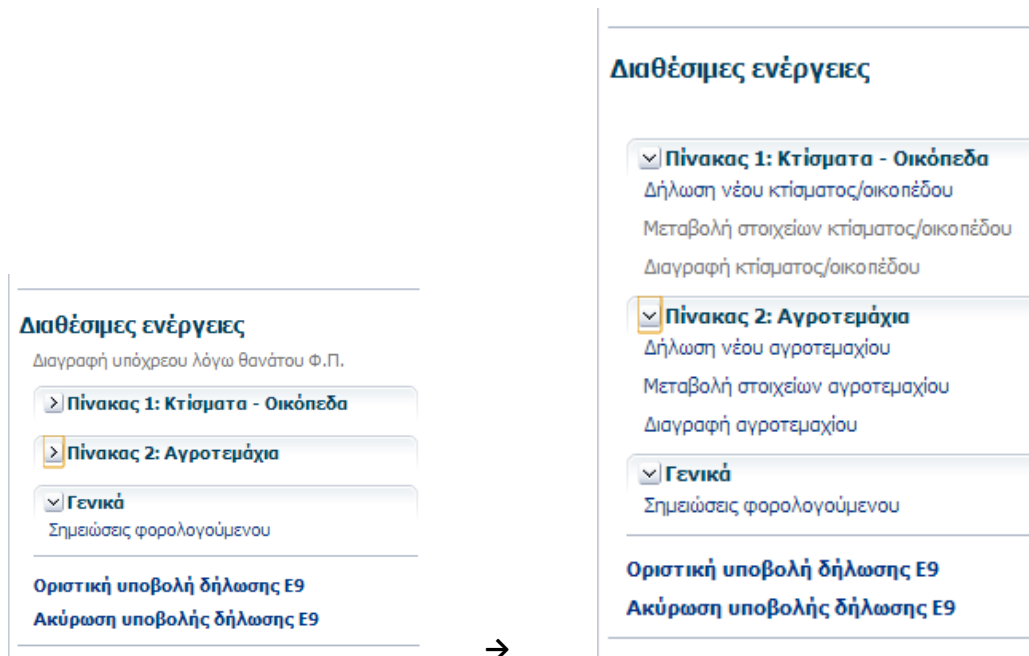 Διαθέσιμες ενέργειες
Διαγραφή υπόχρεου λόγω θανάτου Φ.Π.
Πίνακας 1: Κτίσματα - Οικόπεδα
Πίνακας 2: Αγροτεμάχια
Γενικά
Σημειώσεις φορολογούμενου
Οριστική υποβολή δήλωσης Ε9
Ακύρωση υποβολής δήλωσης Ε9
→
Διαθέσιμες ενέργειες
Πίνακας 1: Κτίσματα - Οικόπεδα
Δήλωση νέου κτίσματος/οικοπέδου
Μεταβολή στοιχείων κτίσματος/οικοπέδου
Διαγραφή κτίσματος/οικοπέδου
Πίνακας 2: Αγροτεμάχια
Δήλωση νέου αγροτεμαχίου
Μεταβολή στοιχείων αγροτεμαχίου
Διαγραφή αγροτεμαχίου
Γενικά
Σημειώσεις φορολογούμενου
Οριστική υποβολή δήλωσης Ε9
Ακύρωση υποβολής δήλωσης Ε9